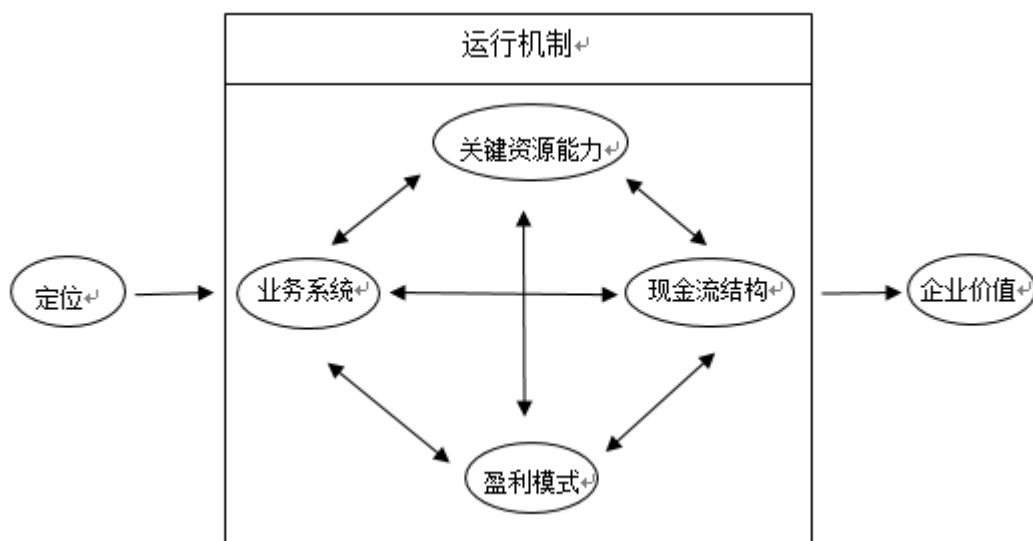 运行机制
关键资源能力
定位
业务系统
现金流结构
企业价值
盈利模式